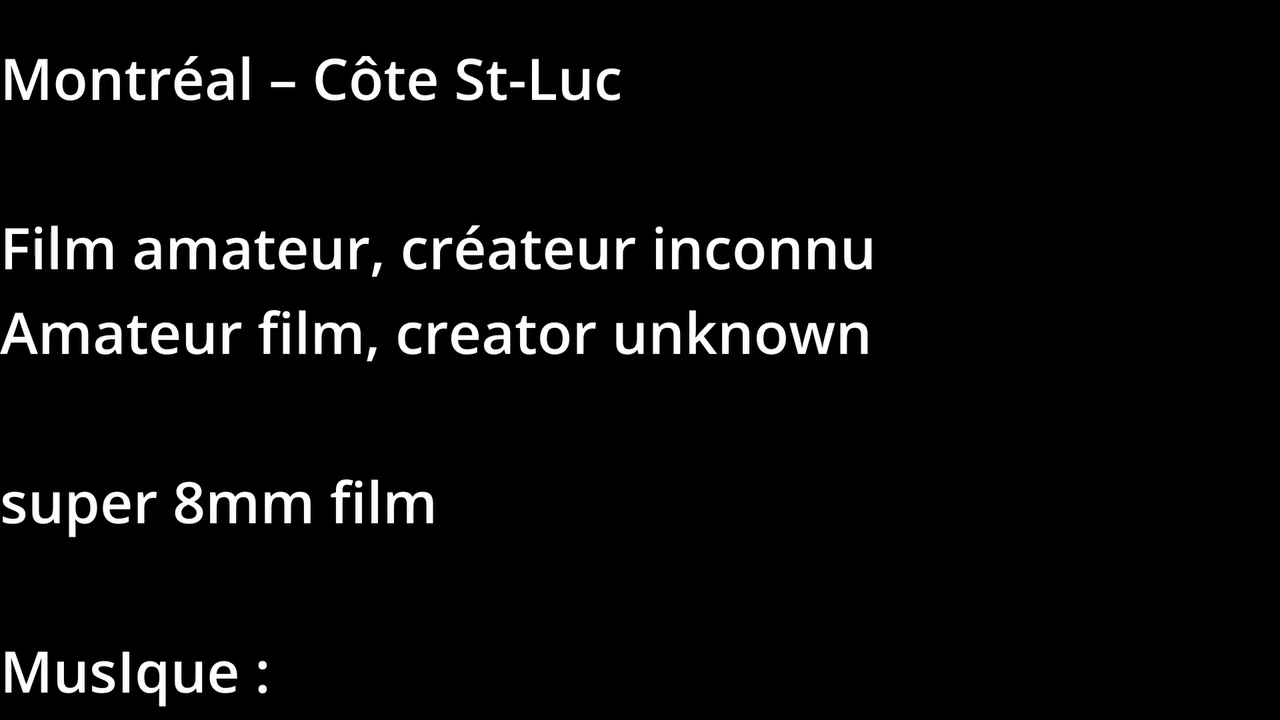 Montréal – Côte St-Luc
Film amateur, créateur inconnu
Amateur film, creator unknown
super 8mm film
MusIque :